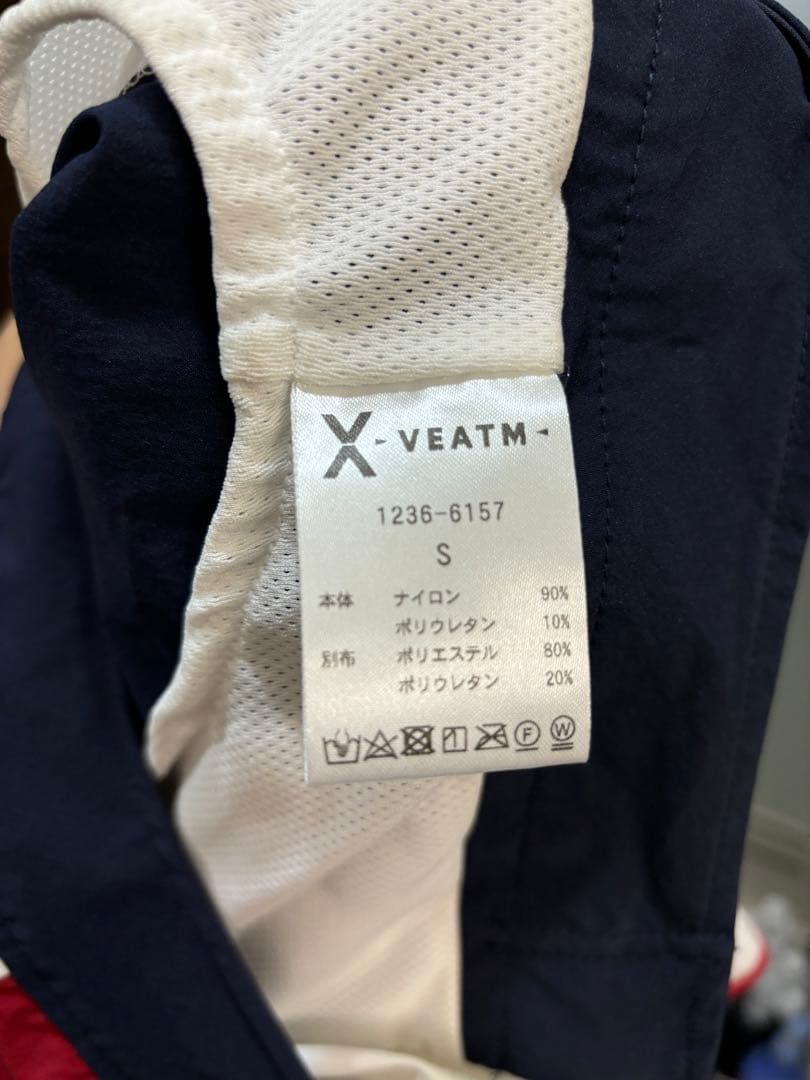 X-VEATM-
1236-6157
S
本体 ナイロン 90%
ポリウレタン 10%
別布 ポリエステル 80%
ポリウレタン 20%
F W